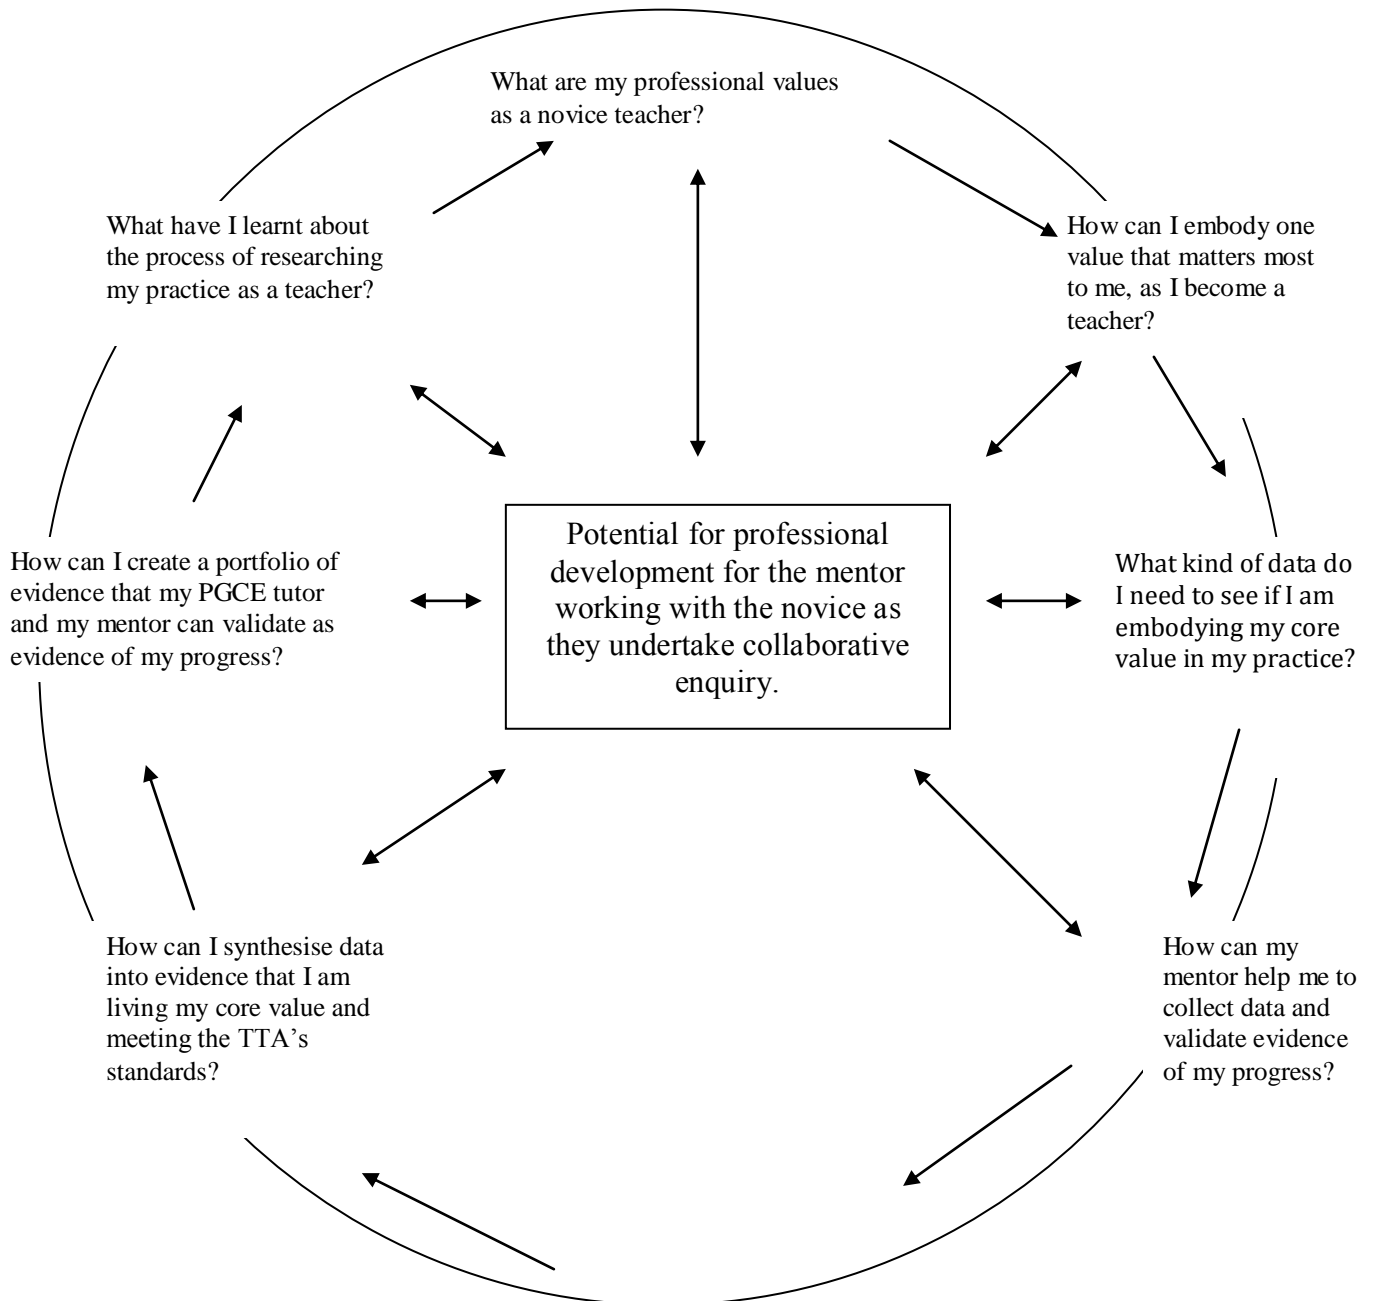 What are my professional values
as a novice teacher?
What have I learnt about
the process of researching
my practice as a teacher?
How can I embody one
value that matters most
to me, as I become a
teacher?
Potential for professional
development for the mentor
working with the novice as
they undertake collaborative
enquiry.
How can I create a portfolio of
evidence that my PGCE tutor
and my mentor can validate as
evidence of my progress?
What kind of data do
I need to see if I am
embodying my core
value in my practice?
How can I synthesise data
into evidence that I am
living my core value and
meeting the TTA’s
standards?
How can my
mentor help me to
collect data and
validate evidence
of my progress?